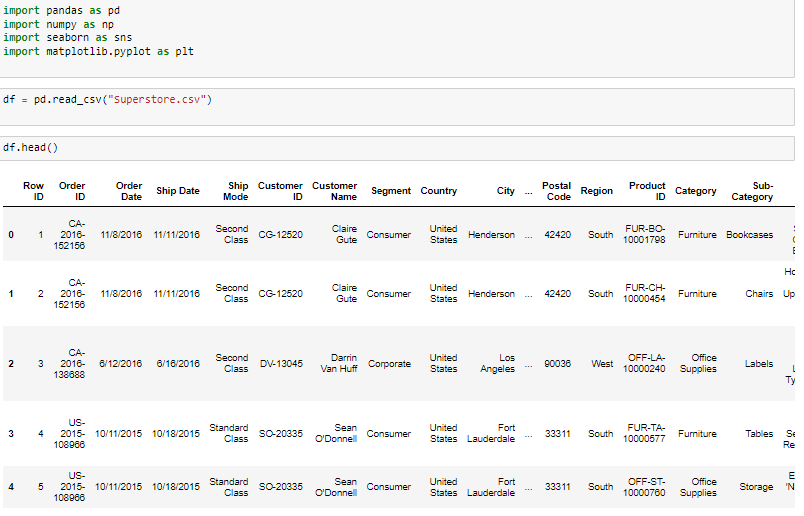 import pandas as pd
import numpy as np
import seaborn as sns
import matplotlib.pyplot as plt
df = pd.read_csv("Superstore.csv")
df.head()
Row ID Order ID Order Date Ship Date Ship Mode Customer ID Customer Name Segment Country City ... Postal Code Region Product ID Category Sub-Category
0 1 CA-2016-152156 11/8/2016 11/11/2016 Second Class CG-12520 Claire Gute Consumer United States Henderson ... 42420 South FUR-BO-10001798 Furniture Bookcases
1 2 CA-2016-152156 11/8/2016 11/11/2016 Second Class CG-12520 Claire Gute Consumer United States Henderson ... 42420 South FUR-CH-10000454 Furniture Chairs Up
2 3 CA-2016-138688 6/12/2016 6/16/2016 Second Class DV-13045 Darrin Van Huff Corporate United States Los Angeles ... 90036 West OFF-LA-10000240 Office Supplies Labels Ty
3 4 US-2015-108966 10/11/2015 10/18/2015 Standard Class SO-20335 Sean O'Donnell Consumer United States Fort Lauderdale ... 33311 South FUR-TA-10000577 Furniture Tables Se Re
4 5 US-2015-108966 10/11/2015 10/18/2015 Standard Class SO-20335 Sean O'Donnell Consumer United States Fort Lauderdale ... 33311 South OFF-ST-10000760 Office Supplies Storage E 'N